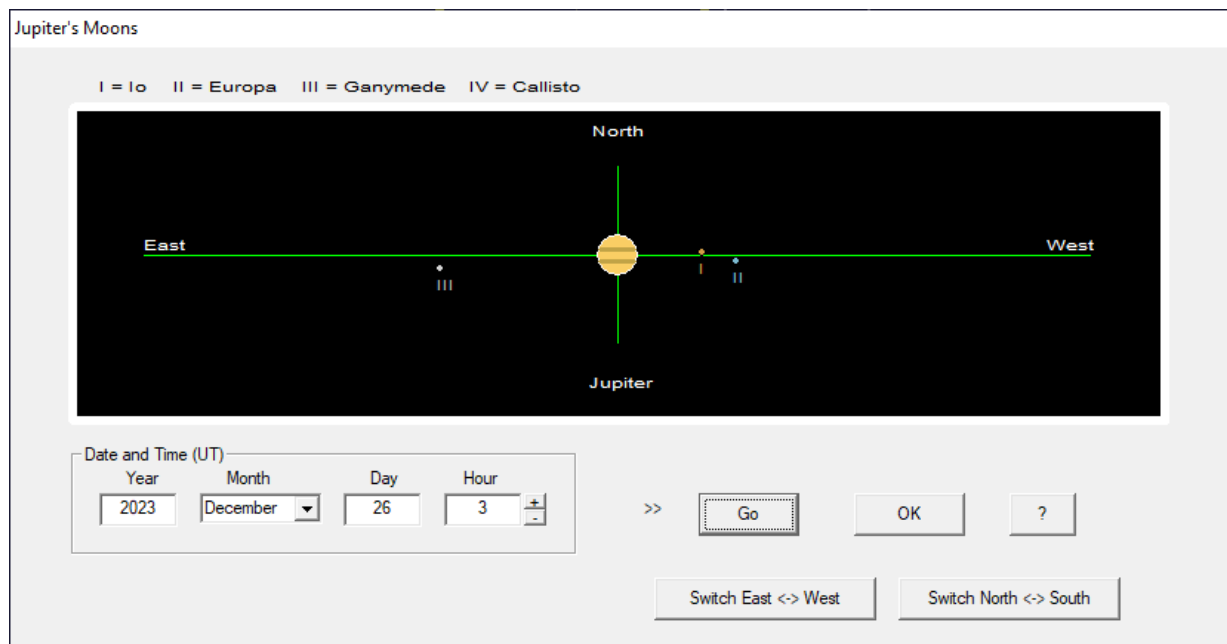 Jupiter's Moons
I = Io II = Europa III = Ganymede IV = Callisto
North
East
West
I
II
III
Jupiter
Date and Time (UT)
Year Month Day Hour
2023 December 26 3 + -
>> Go OK ?
Switch East <-> West Switch North <-> South